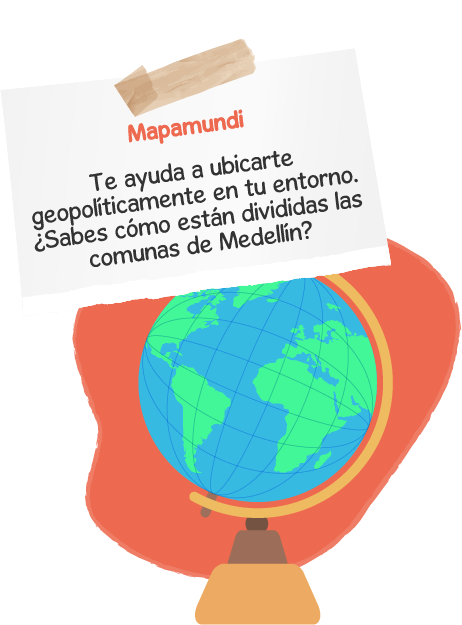 Mapamundi
Te ayuda a ubicarte
geopolíticamente en tu entorno.
¿Sabes cómo están divididas las
comunas de Medellín?